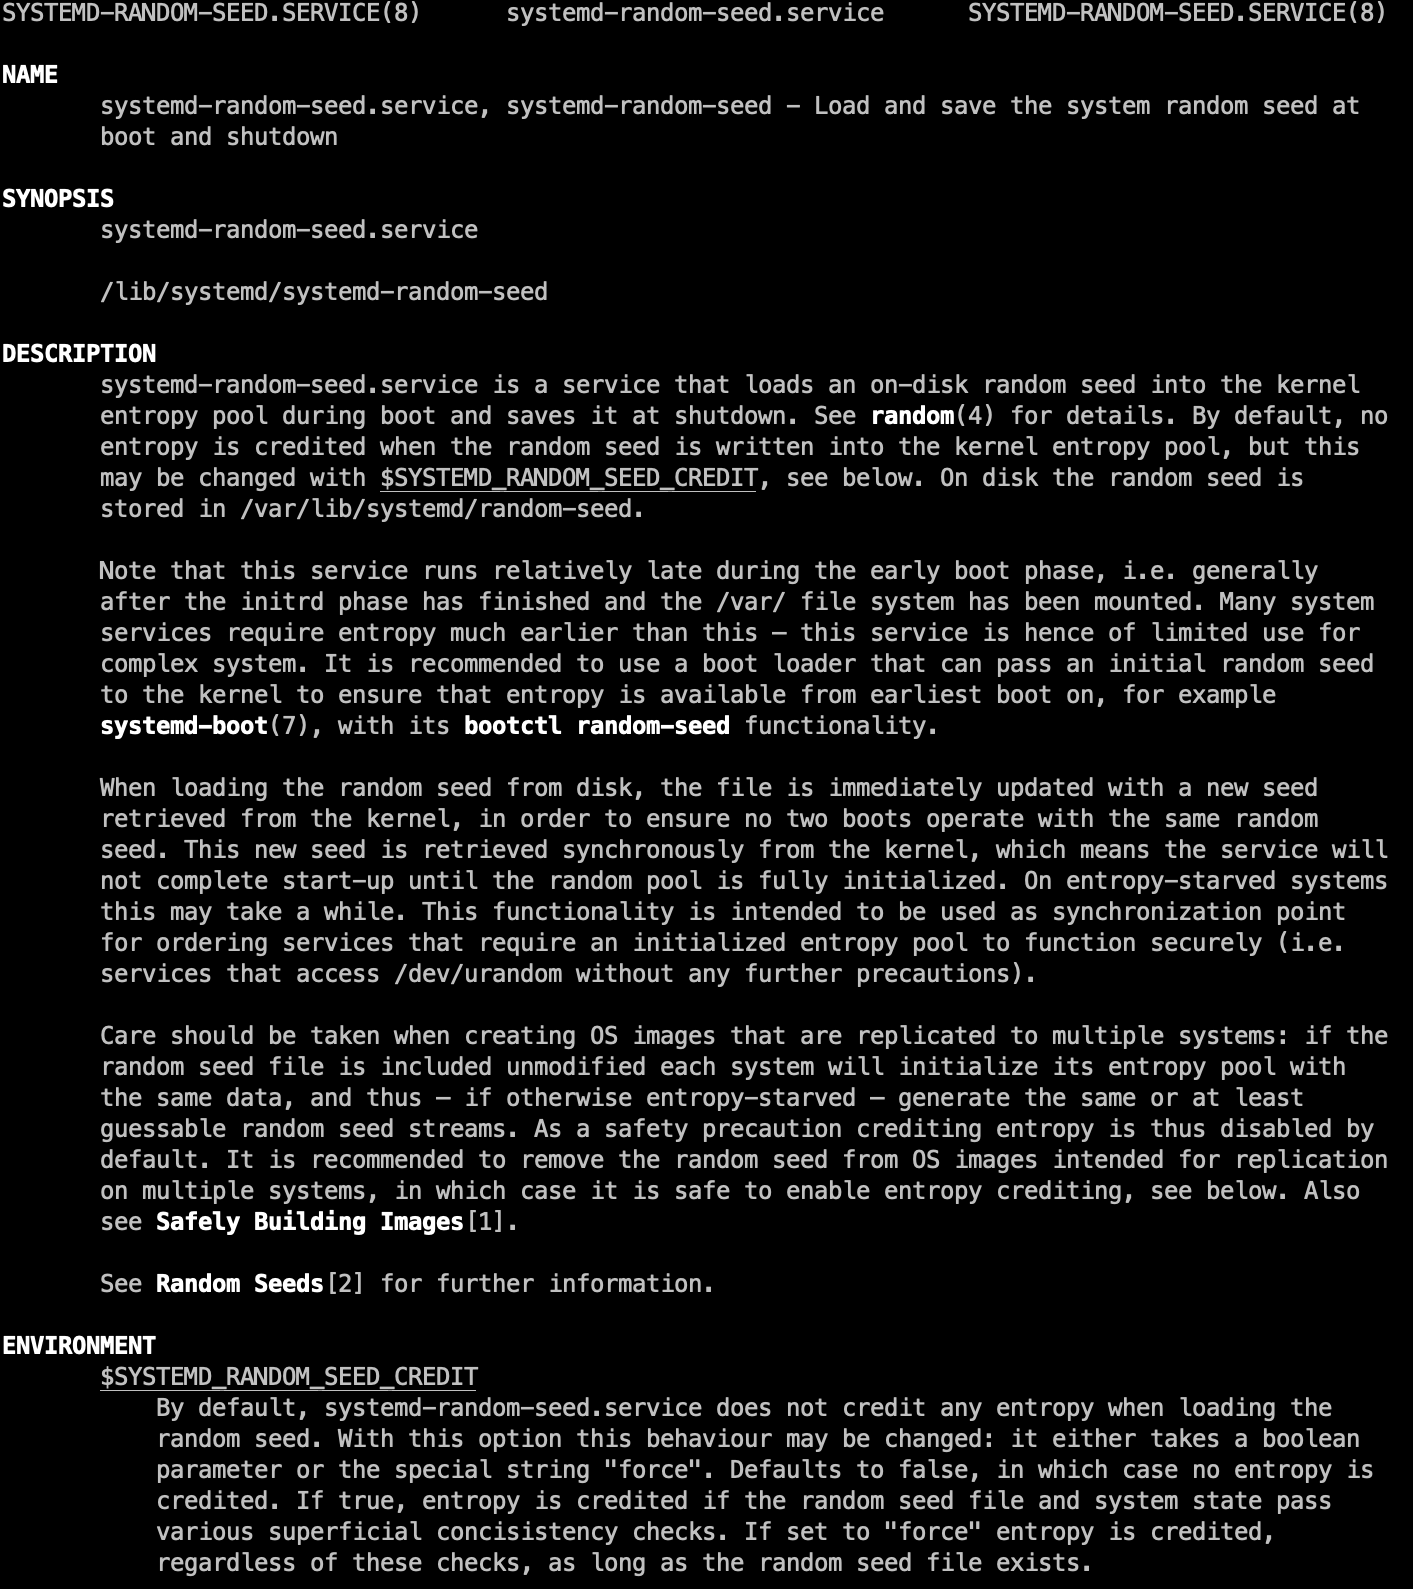 SYSTEMD-RANDOM-SEED.SERVICE(8) systemd-random-seed.service SYSTEMD-RANDOM-SEED.SERVICE(8)
NAME
systemd-random-seed.service, systemd-random-seed - Load and save the system random seed at
boot and shutdown
SYNOPSIS
systemd-random-seed.service
/lib/systemd/systemd-random-seed
DESCRIPTION
systemd-random-seed.service is a service that loads an on-disk random seed into the kernel
entropy pool during boot and saves it at shutdown. See random(4) for details. By default, no
entropy is credited when the random seed is written into the kernel entropy pool, but this
may be changed with $SYSTEMD_RANDOM_SEED_CREDIT, see below. On disk the random seed is
stored in /var/lib/systemd/random-seed.
Note that this service runs relatively late during the early boot phase, i.e. generally
after the initrd phase has finished and the /var/ file system has been mounted. Many system
services require entropy much earlier than this — this service is hence of limited use for
complex system. It is recommended to use a boot loader that can pass an initial random seed
to the kernel to ensure that entropy is available from earliest boot on, for example
systemd-boot(7), with its bootctl random-seed functionality.
When loading the random seed from disk, the file is immediately updated with a new seed
retrieved from the kernel, in order to ensure no two boots operate with the same random
seed. This new seed is retrieved synchronously from the kernel, which means the service will
not complete start-up until the random pool is fully initialized. On entropy-starved systems
this may take a while. This functionality is intended to be used as synchronization point
for ordering services that require an initialized entropy pool to function securely (i.e.
services that access /dev/urandom without any further precautions).
Care should be taken when creating OS images that are replicated to multiple systems: if the
random seed file is included unmodified each system will initialize its entropy pool with
the same data, and thus — if otherwise entropy-starved — generate the same or at least
guessable random seed streams. As a safety precaution crediting entropy is thus disabled by
default. It is recommended to remove the random seed from OS images intended for replication
on multiple systems, in which case it is safe to enable entropy crediting, see below. Also
see Safely Building Images[1].
See Random Seeds[2] for further information.
ENVIRONMENT
$SYSTEMD_RANDOM_SEED_CREDIT
By default, systemd-random-seed.service does not credit any entropy when loading the
random seed. With this option this behaviour may be changed: it either takes a boolean
parameter or the special string "force". Defaults to false, in which case no entropy is
credited. If true, entropy is credited if the random seed file and system state pass
various superficial concisistency checks. If set to "force" entropy is credited,
regardless of these checks, as long as the random seed file exists.